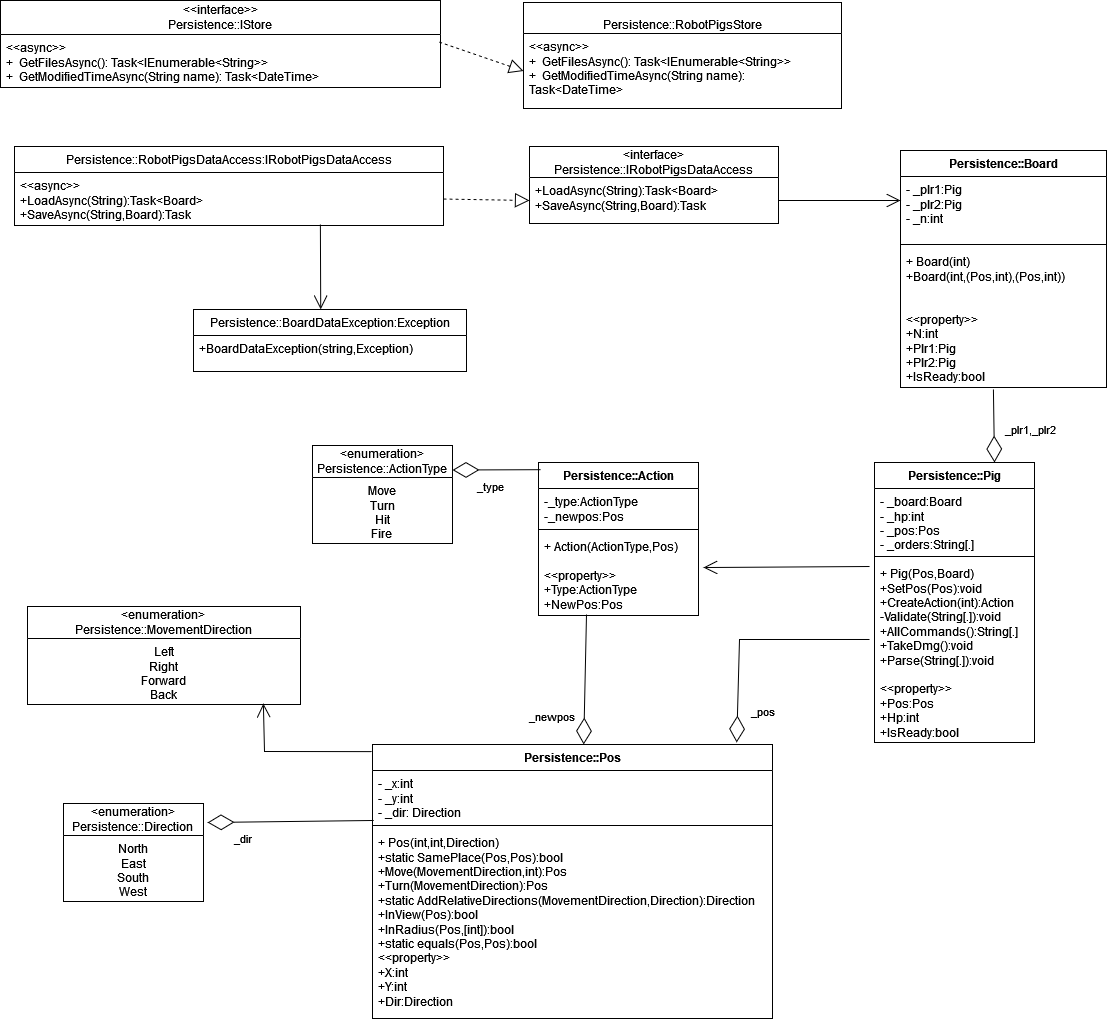 <<interface>>
Persistence::IStore
<<async>>
+ GetFilesAsync(): Task<IEnumerable<String>>
+ GetModifiedTimeAsync(String name): Task<DateTime>
Persistence::RobotPigsStore
<<async>>
+ GetFilesAsync(): Task<IEnumerable<String>>
+ GetModifiedTimeAsync(String name):
Task<DateTime>
Persistence::RobotPigsDataAccess:IRobotPigsDataAccess
<<async>>
+LoadAsync(String):Task<Board>
+SaveAsync(String,Board):Task
<interface>
Persistence::IRobotPigsDataAccess
+LoadAsync(String):Task<Board>
+SaveAsync(String,Board):Task
Persistence::Board
- _plr1:Pig
- _plr2:Pig
- _n:int
+ Board(int)
+Board(int,(Pos,int),(Pos,int))
<<property>>
+N:int
+Plr1:Pig
+Plr2:Pig
+IsReady:bool
Persistence::BoardDataException:Exception
+BoardDataException(string,Exception)
_plr1,_plr2
<enumeration>
Persistence::ActionType
Move
Turn
Hit
Fire
_type
Persistence::Action
-_type:ActionType
-_newpos:Pos
+ Action(ActionType,Pos)
<<property>>
+Type:ActionType
+NewPos:Pos
Persistence::Pig
- _board:Board
- _hp:int
- _pos:Pos
- _orders:String[.]
+ Pig(Pos,Board)
+SetPos(Pos):void
+CreateAction(int):Action
-Validate(String[.]):void
+AllCommands():String[.]
+TakeDmg():void
+Parse(String[.]):void
<<property>>
+Pos:Pos
+Hp:int
+IsReady:bool
<enumeration>
Persistence::MovementDirection
Left
Right
Forward
Back
_newpos
_pos
<enumeration>
Persistence::Direction
North
East
South
West
_dir
Persistence::Pos
- _x:int
- _y:int
- _dir: Direction
+ Pos(int,int,Direction)
+static SamePlace(Pos,Pos):bool
+Move(MovementDirection,int):Pos
+Turn(MovementDirection):Pos
+static AddRelativeDirections(MovementDirection,Direction):Direction
+InView(Pos):bool
+InRadius(Pos,[int]):bool
+static equals(Pos,Pos):bool
<<property>>
+X:int
+Y:int
+Dir:Direction